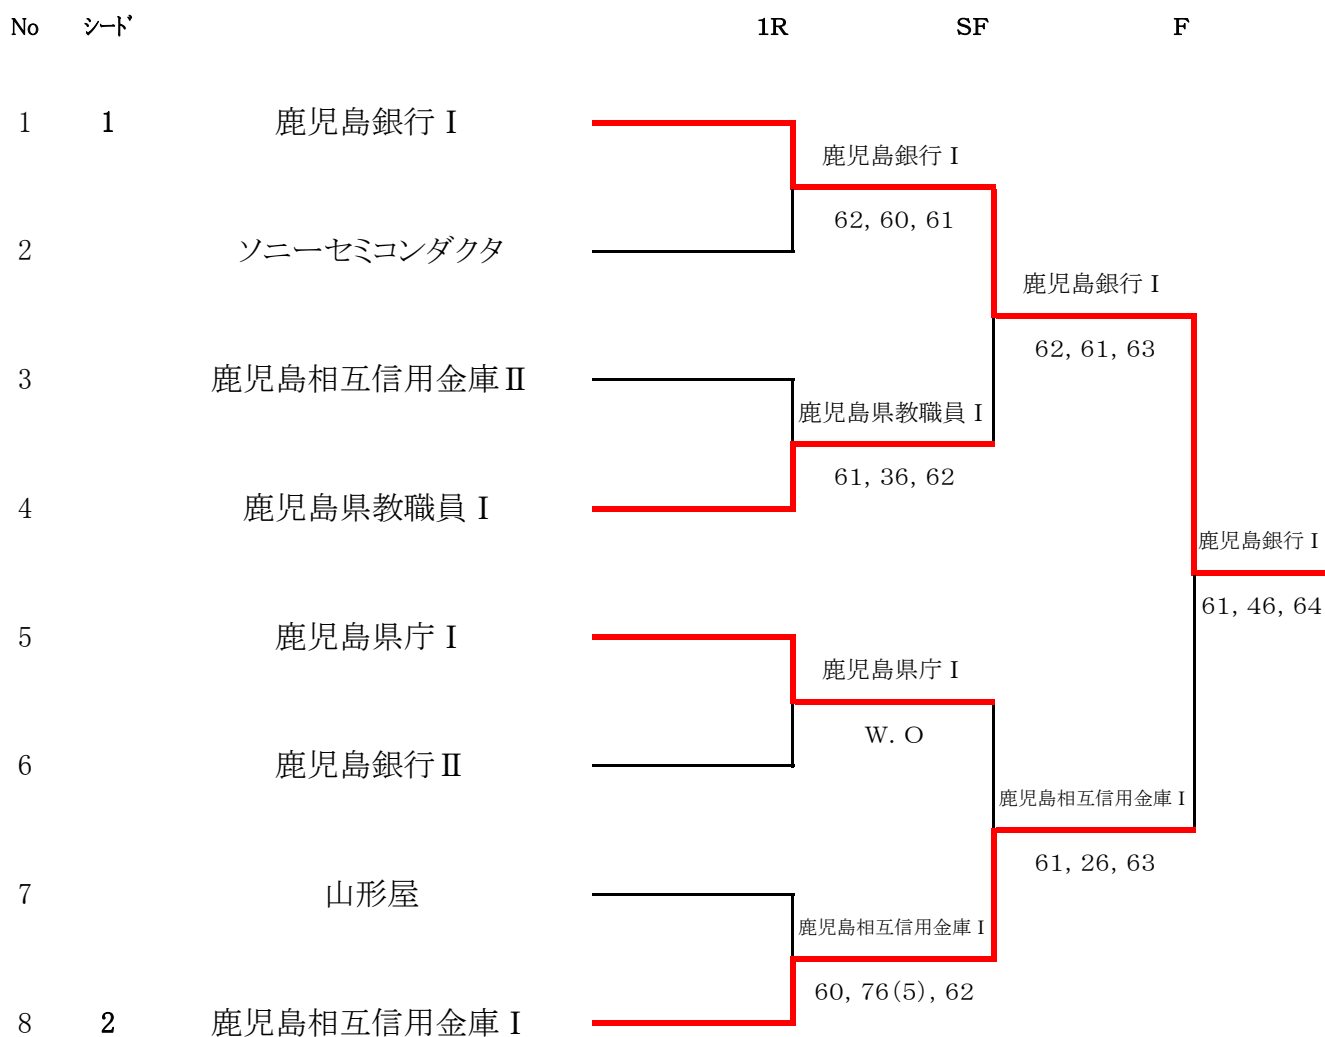 No ｼｰﾄﾞ 1R SF F
1 1 鹿児島銀行Ⅰ
鹿児島銀行Ⅰ
62, 60, 61
2 ソニーセミコンダクタ
鹿児島銀行Ⅰ
62, 61, 63
3 鹿児島相互信用金庫Ⅱ
鹿児島県教職員Ⅰ
61, 36, 62
4 鹿児島県教職員Ⅰ
鹿児島銀行Ⅰ
61, 46, 64
5 鹿児島県庁Ⅰ
鹿児島県庁Ⅰ
W. O
6 鹿児島銀行Ⅱ
鹿児島相互信用金庫Ⅰ
61, 26, 63
7 山形屋
鹿児島相互信用金庫Ⅰ
60, 76(5), 62
8 2 鹿児島相互信用金庫Ⅰ